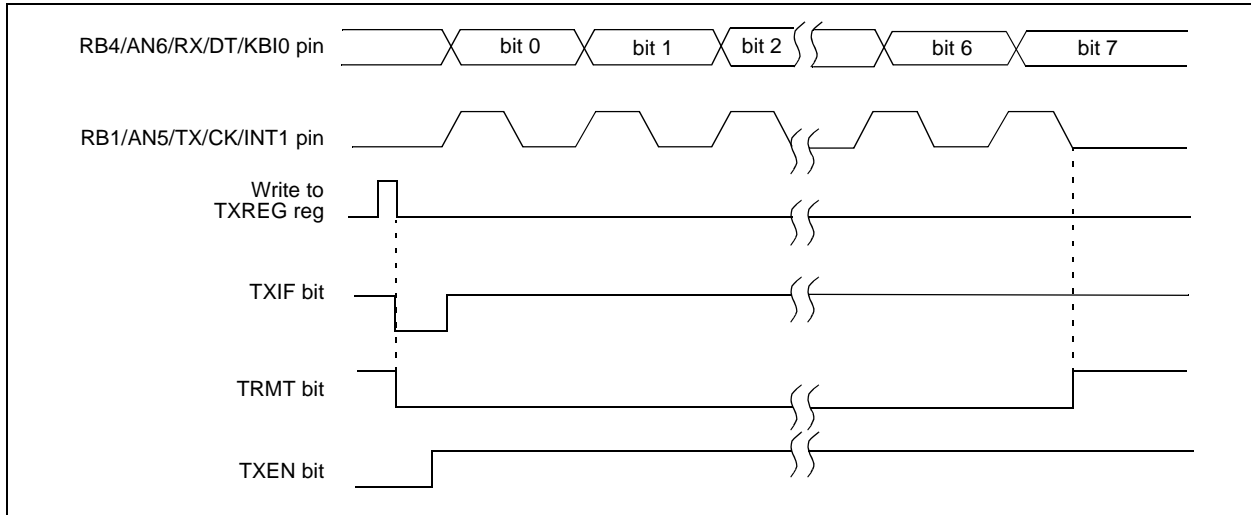 RB4/AN6/RX/DT/KBI0 pin
bit 0 bit 1 bit 2 bit 6 bit 7
RB1/AN5/TX/CK/INT1 pin
Write to
TXREG reg
TXIF bit
TRMT bit
TXEN bit